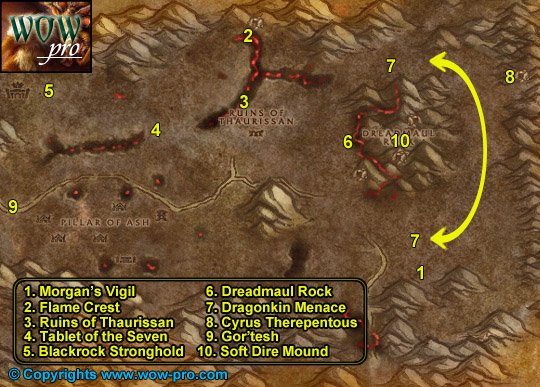 WOW
pro
2
7
8
5
3
RUINS OF
THAURISSAN
4
6
DREADMAUL
10
9
PILLAR OF ASH
7
1
1. Morgan's Vigil
2. Flame Crest
3. Ruins of Thaurissan
4. Tablet of the Seven
5. Blackrock Stronghold
6. Dreadmaul Rock
7. Dragonkin Menace
8. Cyrus Therepentous
9. Gor'tesh
10. Soft Dire Mound
© Copyrights www.wow-pro.com